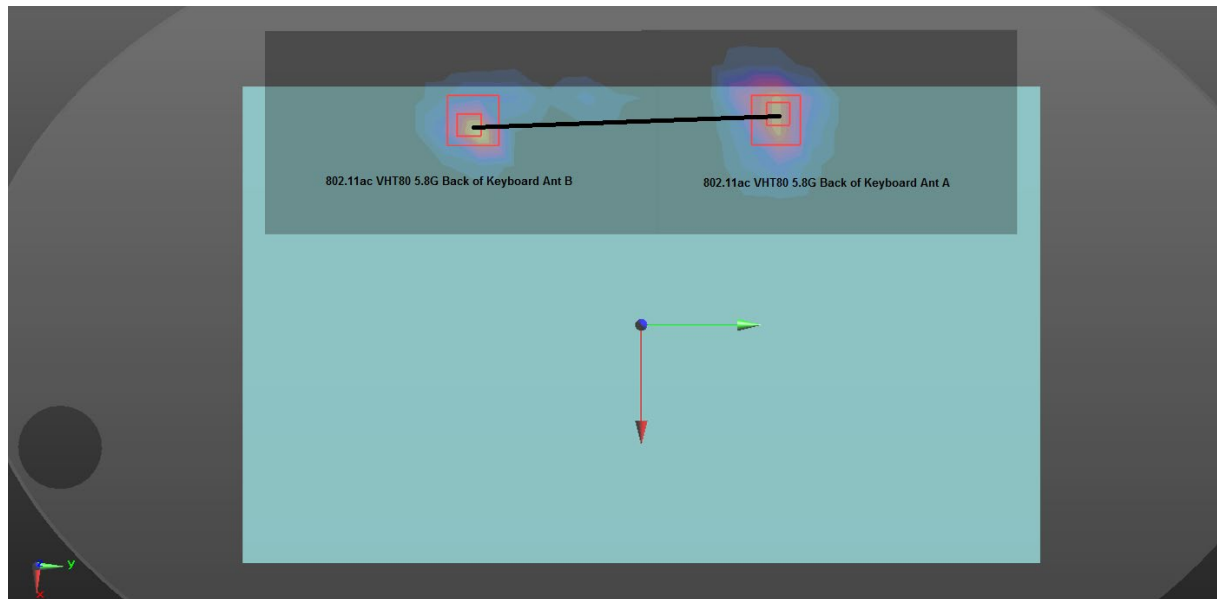 802.11ac VHT80 5.8G Back of Keyboard Ant B
802.11ac VHT80 5.8G Back of Keyboard Ant A
y
x